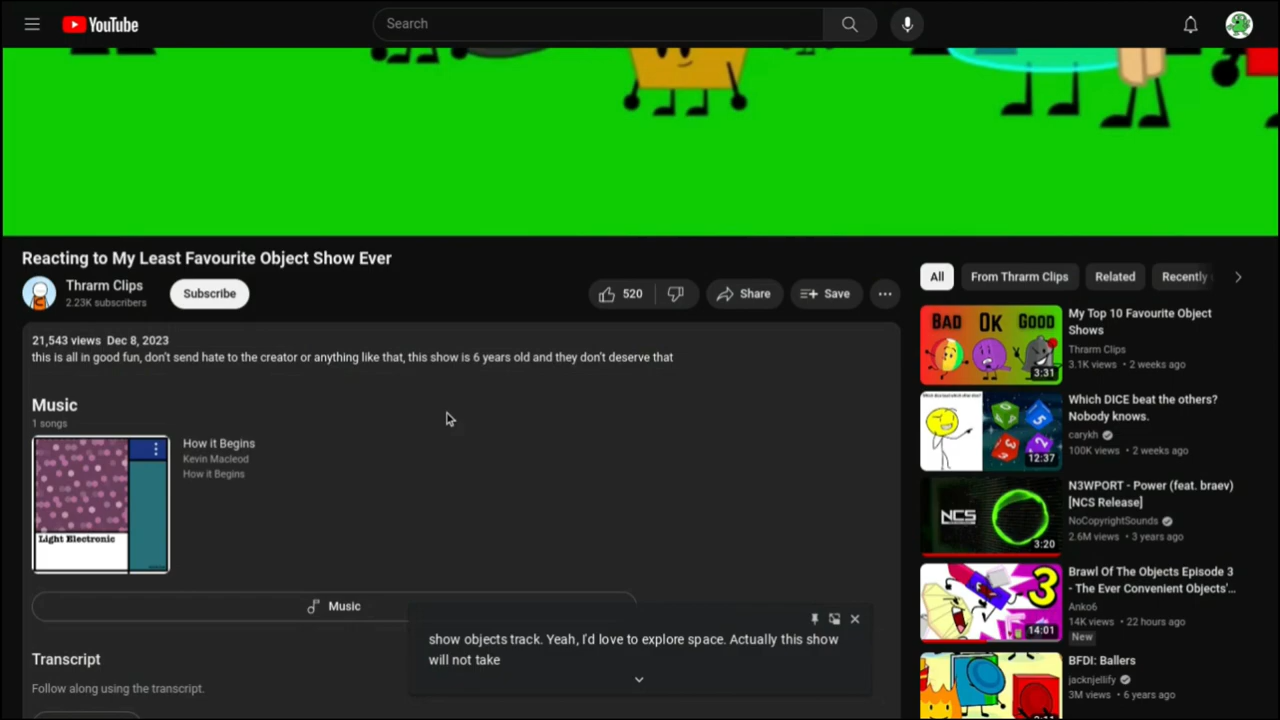 YouTube
Search
Reacting to My Least Favourite Object Show Ever
Thrarm Clips
2.23K subscribers
Subscribe
520
Share
Save
21,543 views Dec 8, 2023
this is all in good fun, don't send hate to the creator or anything like that, this show is 6 years old and they don't deserve that
Music
1 songs
Light Electronic
How it Begins
Kevin Macleod
How it Begins
Music
show objects track. Yeah, I'd love to explore space. Actually this show
will not take
Transcript
Follow along using the transcript.
All
From Thrarm Clips
Related
Recently
BAD OK GOOD
3:31
My Top 10 Favourite Object
Shows
Thrarm Clips
3.1K views • 2 weeks ago
12:37
Which DICE beat the others?
Nobody knows.
carykh
100K views • 2 weeks ago
NCS
3:20
N3WPORT - Power (feat. braev)
[NCS Release]
NoCopyrightSounds
2.6M views • 3 years ago
3
14:01
Brawl Of The Objects Episode 3
- The Ever Convenient Objects'...
Anko6
14K views • 22 hours ago
New
BFDI: Ballers
jacknjellify
3M views • 6 years ago